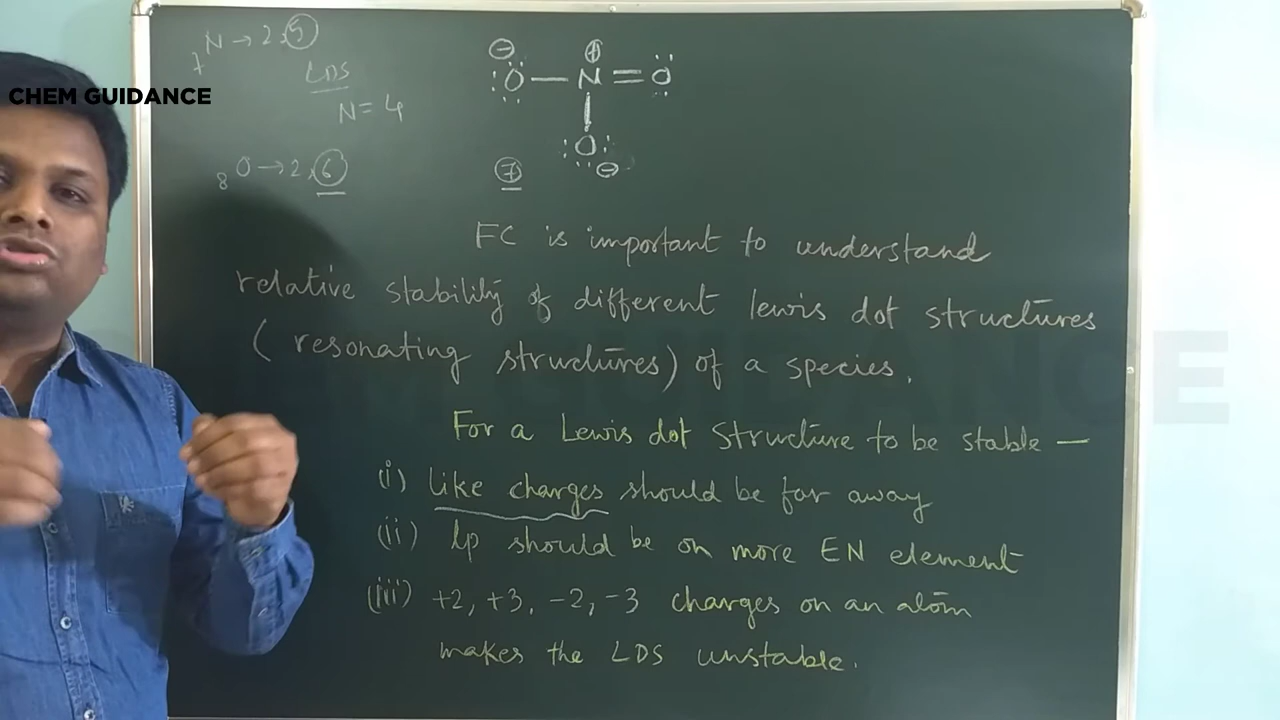 ₇N → 2,5
LDS
N = 4
₈O → 2,6
CHEM GUIDANCE
⊖ ⊕
:O — N = O
|
:O: ⊖
7
FC is important to understand
relative stability of different lewis dot structures
( resonating structures) of a species.
For a Lewis dot Structure to be stable —
(i) like charges should be far away
(ii) lp should be on more EN element
(iii) +2, +3, -2, -3 charges on an atom
makes the LDS unstable.
CHEM GUIDANCE